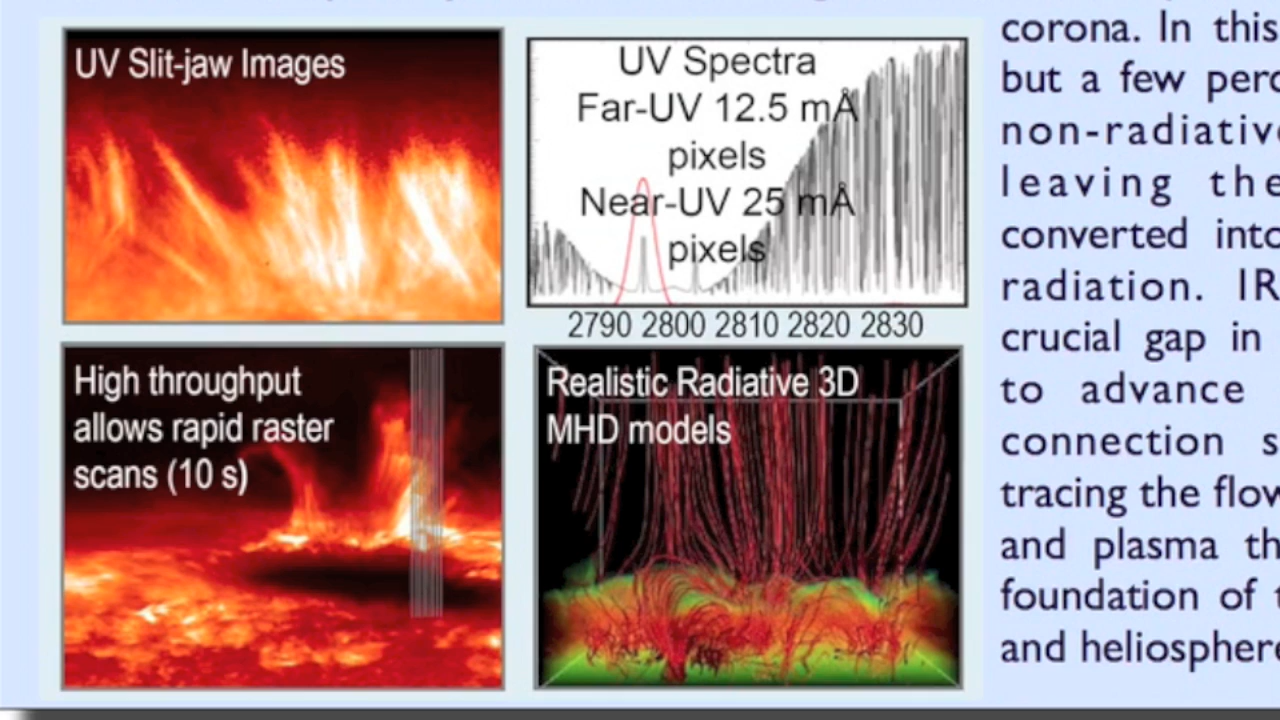 UV Slit-jaw Images
UV Spectra
Far-UV 12.5 mÅ
pixels
Near-UV 25 mÅ
pixels
2790 2800 2810 2820 2830
High throughput
allows rapid raster
scans (10 s)
Realistic Radiative 3D
MHD models
corona. In this
but a few perc
non-radiative
leaving the
converted into
radiation. IR
crucial gap in
to advance
connection s
tracing the flow
and plasma th
foundation of t
and heliosphere